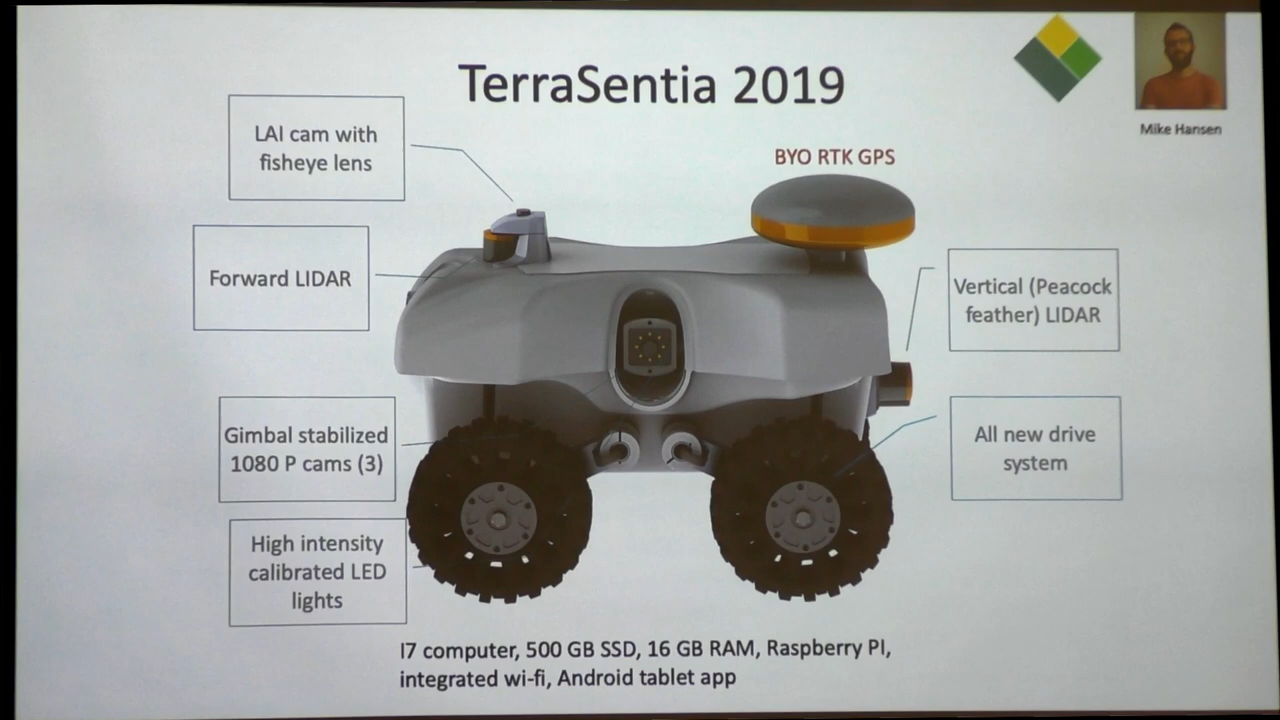 TerraSentia 2019
Mike Hansen
LAI cam with
fisheye lens
BYO RTK GPS
Forward LIDAR
Vertical (Peacock
feather) LIDAR
Gimbal stabilized
1080 P cams (3)
All new drive
system
High intensity
calibrated LED
lights
I7 computer, 500 GB SSD, 16 GB RAM, Raspberry PI,
integrated wi-fi, Android tablet app